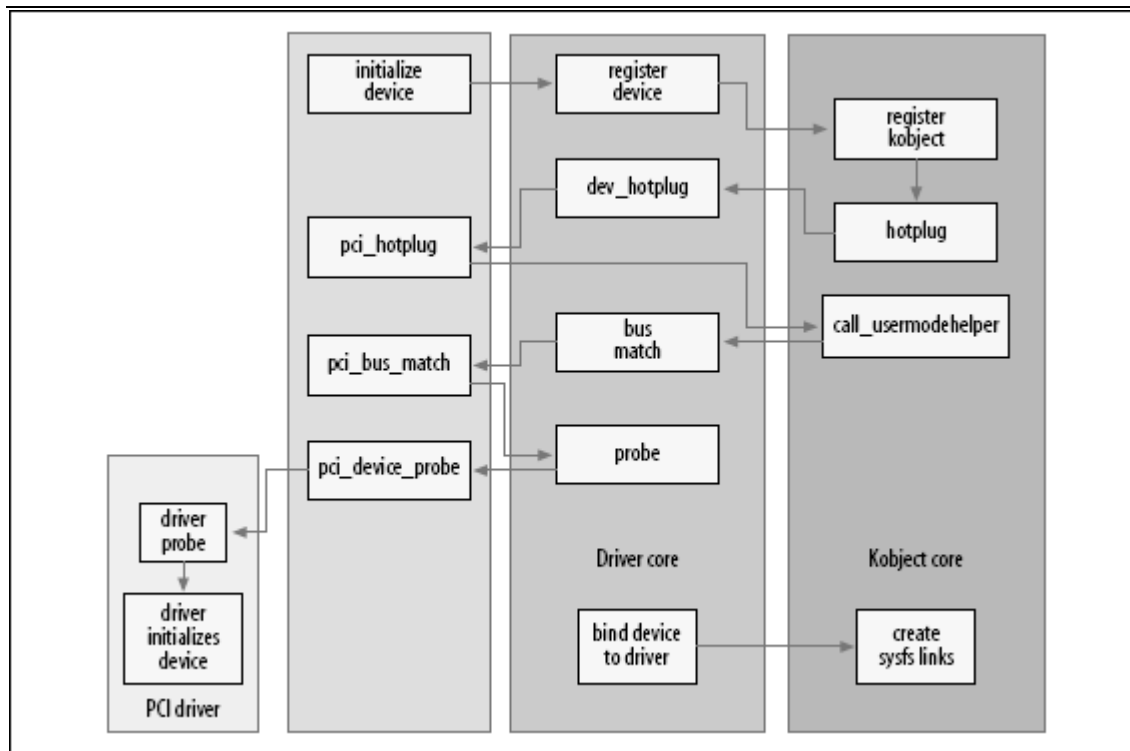 initialize
device
register
device
register
kobject
dev_hotplug
hotplug
pci_hotplug
call_usermodehelper
bus
match
pci_bus_match
probe
pci_device_probe
driver
probe
Driver core
Kobject core
driver
initializes
device
bind device
to driver
create
sysfs links
PCI driver